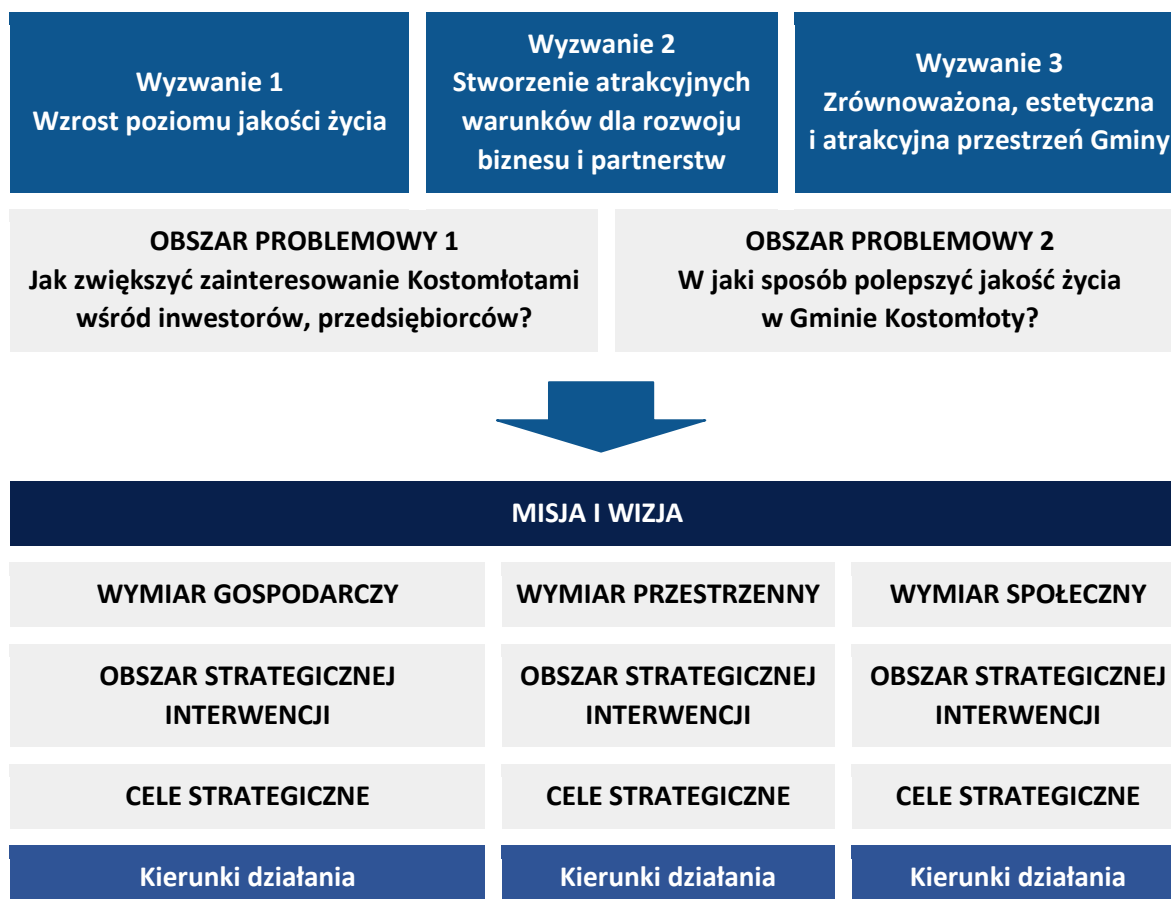 Wyzwanie 1
Wzrost poziomu jakości życia
Wyzwanie 2
Stworzenie atrakcyjnych
warunków dla rozwoju
biznesu i partnerstw
Wyzwanie 3
Zrównoważona, estetyczna
i atrakcyjna przestrzeń Gminy
OBSZAR PROBLEMOWY 1
Jak zwiększyć zainteresowanie Kostomłotami
wśród inwestorów, przedsiębiorców?
OBSZAR PROBLEMOWY 2
W jaki sposób polepszyć jakość życia
w Gminie Kostomłoty?
MISJA I WIZJA
WYMIAR GOSPODARCZY
WYMIAR PRZESTRZENNY
WYMIAR SPOŁECZNY
OBSZAR STRATEGICZNEJ
INTERWENCJI
OBSZAR STRATEGICZNEJ
INTERWENCJI
OBSZAR STRATEGICZNEJ
INTERWENCJI
CELE STRATEGICZNE
CELE STRATEGICZNE
CELE STRATEGICZNE
Kierunki działania
Kierunki działania
Kierunki działania